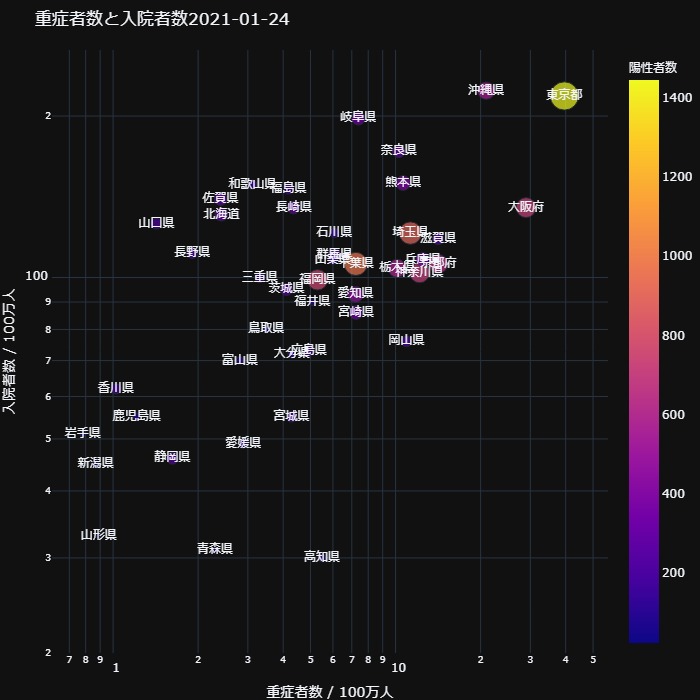 重症者数と入院者数2021-01-24
陽性者数
沖縄県
東京都
1400
2
岐阜県
奈良県
和歌山県
福島県
熊本県
1200
佐賀県
長崎県
大阪府
北海道
山口県
石川県
埼玉県
滋賀県
長野県
群馬県
千葉県
兵庫県
栃木県
神奈川県
1000
100
三重県
福岡県
茨城県
愛知県
9
福井県
宮崎県
8
鳥取県
岡山県
800
7
富山県
大分県
広島県
6
香川県
鹿児島県
宮城県
600
5
岩手県
愛媛県
新潟県
静岡県
4
400
山形県
青森県
高知県
3
200
2
7
8
9
1
2
3
4
5
6
7
8
9
10
2
3
4
5
重症者数 / 100万人
入院者数 / 100万人